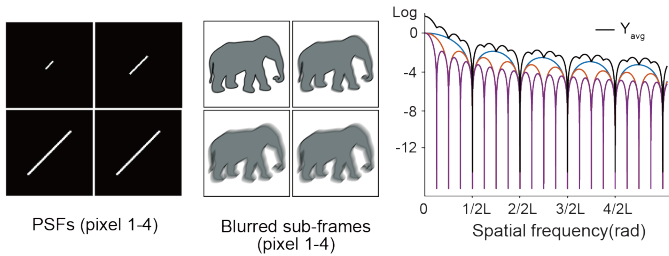 Log
Y avg
0
-4
-8
-12
0 1/2L 2/2L 3/2L 4/2L
Spatial frequency(rad)
PSFs (pixel 1-4)
Blurred sub-frames
(pixel 1-4)